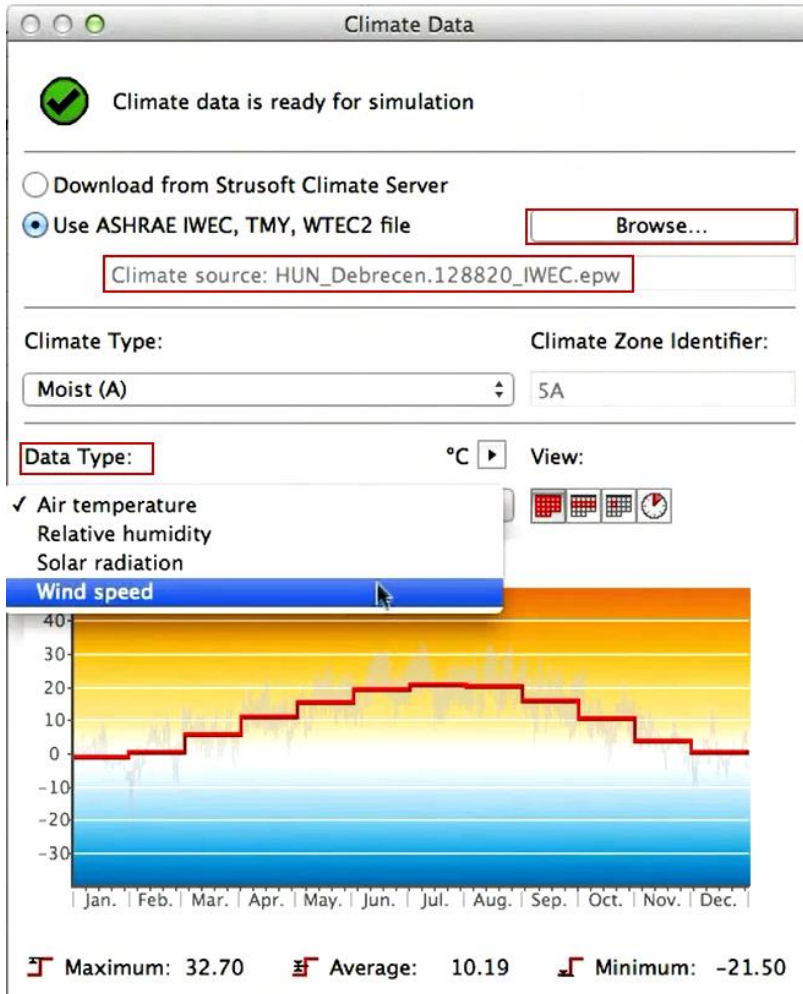 Climate Data
Climate data is ready for simulation
Download from Strusoft Climate Server
Use ASHRAE IWEC, TMY, WTEC2 file
Browse...
Climate source: HUN_Debrecen.128820_IWEC.epw
Climate Type:
Climate Zone Identifier:
Moist (A)
5A
Data Type:
°C
View:
✓ Air temperature
Relative humidity
Solar radiation
Wind speed
40
30
20
10
0
-10
-20
-30
Jan. Feb. Mar. Apr. May. Jun. Jul. Aug. Sep. Oct. Nov. Dec.
Maximum: 32.70 Average: 10.19 Minimum: -21.50